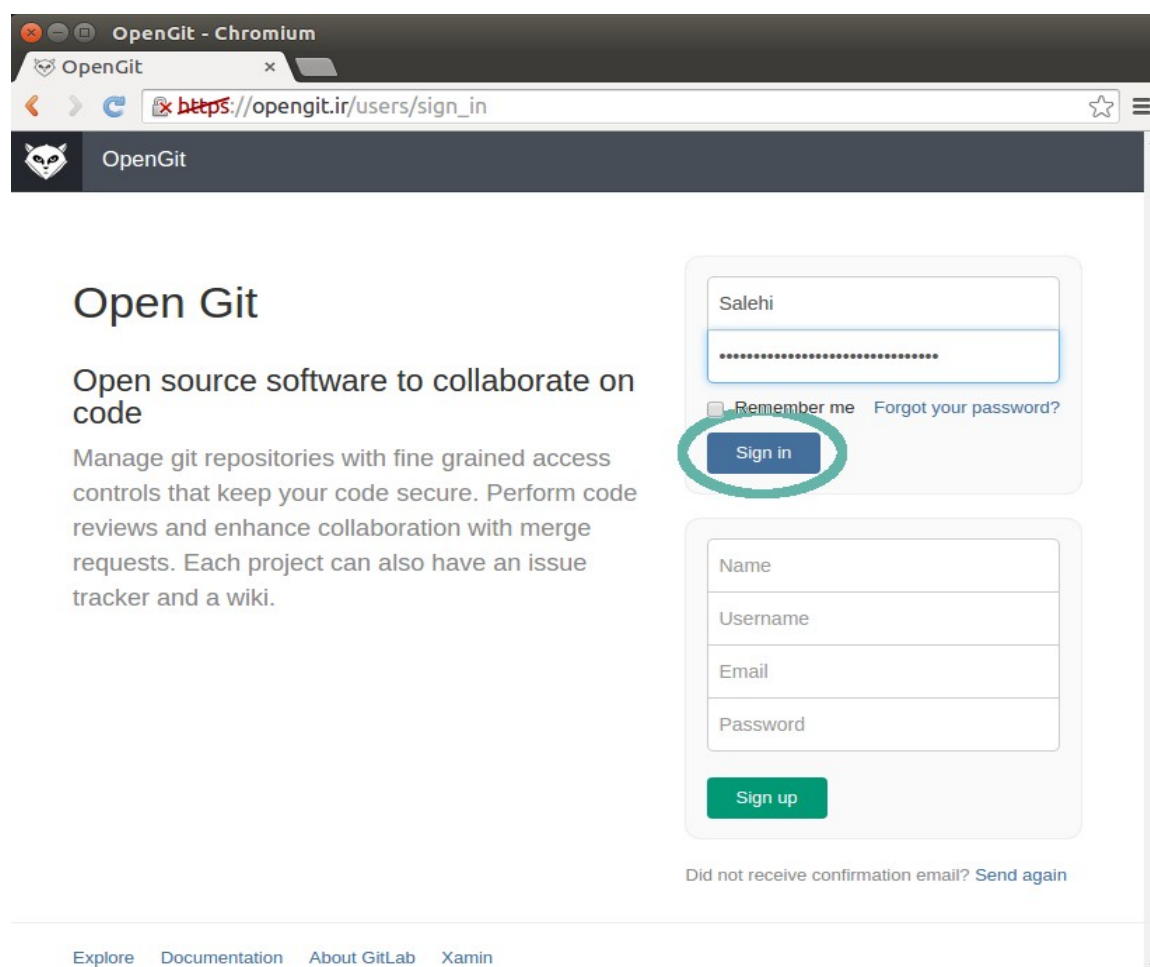 OpenGit - Chromium
OpenGit
https://opengit.ir/users/sign_in
OpenGit
Open Git
Open source software to collaborate on
code
Manage git repositories with fine grained access
controls that keep your code secure. Perform code
reviews and enhance collaboration with merge
requests. Each project can also have an issue
tracker and a wiki.
Salehi
••••••••••••••••••••••••••••••••
Remember me Forgot your password?
Sign in
Name
Username
Email
Password
Sign up
Did not receive confirmation email? Send again
Explore Documentation About GitLab Xamin